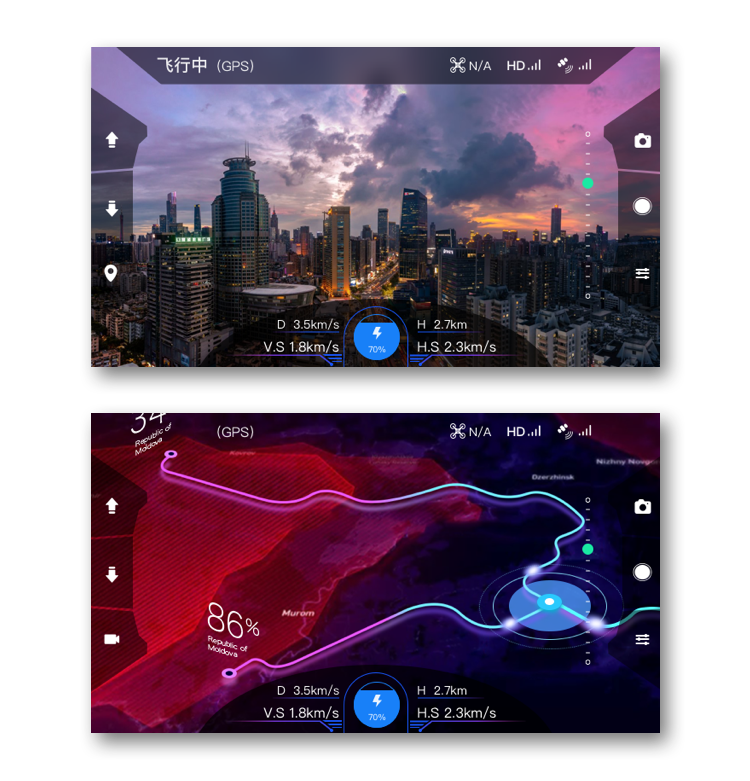 飞行中 (GPS) N/A HD
D 3.5km/s H 2.7km
V.S 1.8km/s 70% H.S 2.3km/s
34
Republic of
Moldova
(GPS) N/A HD
Nizhny Novgo
Dzerzhinsk
86%
Republic of
Moldova
Murom
D 3.5km/s H 2.7km
V.S 1.8km/s 70% H.S 2.3km/s